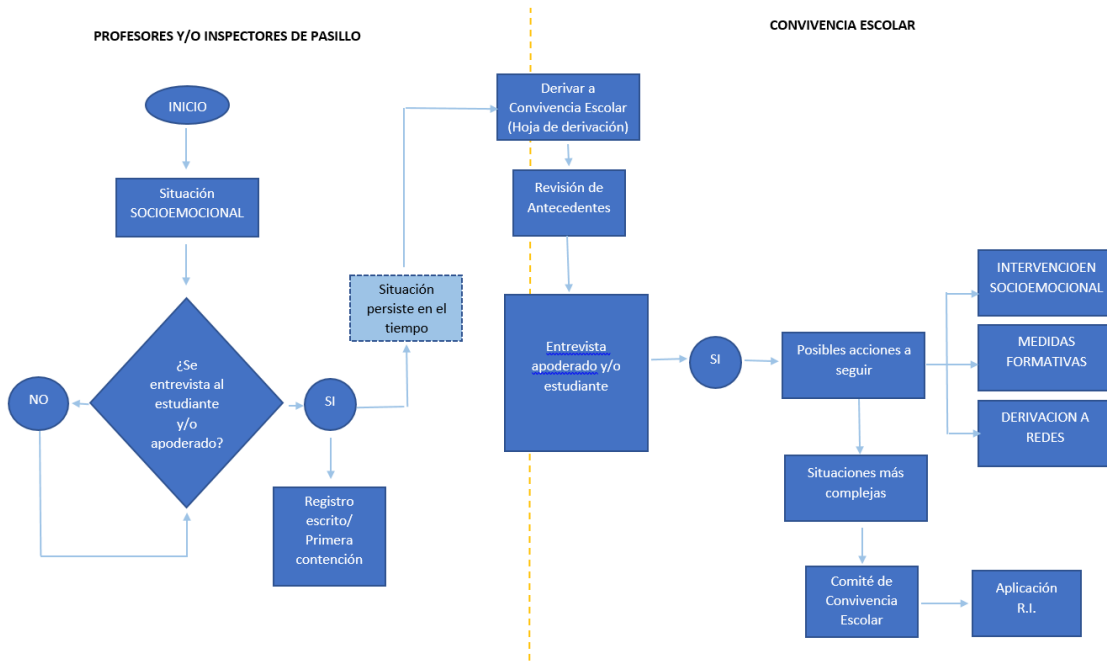 PROFESORES Y/O INSPECTORES DE PASILLO
CONVIVENCIA ESCOLAR
INICIO
Situación
SOCIOEMOCIONAL
¿Se
entrevista al
estudiante
y/o
apoderado?
NO
SI
Registro
escrito/
Primera
contención
Situación
persiste en el
tiempo
Derivar a
Convivencia Escolar
(Hoja de derivación)
Revisión de
Antecedentes
Entrevista
apoderado y/o
estudiante
SI
Posibles acciones a
seguir
INTERVENCIOEN
SOCIOEMOCIONAL
MEDIDAS
FORMATIVAS
DERIVACION A
REDES
Situaciones más
complejas
Comité de
Convivencia
Escolar
Aplicación
R.I.